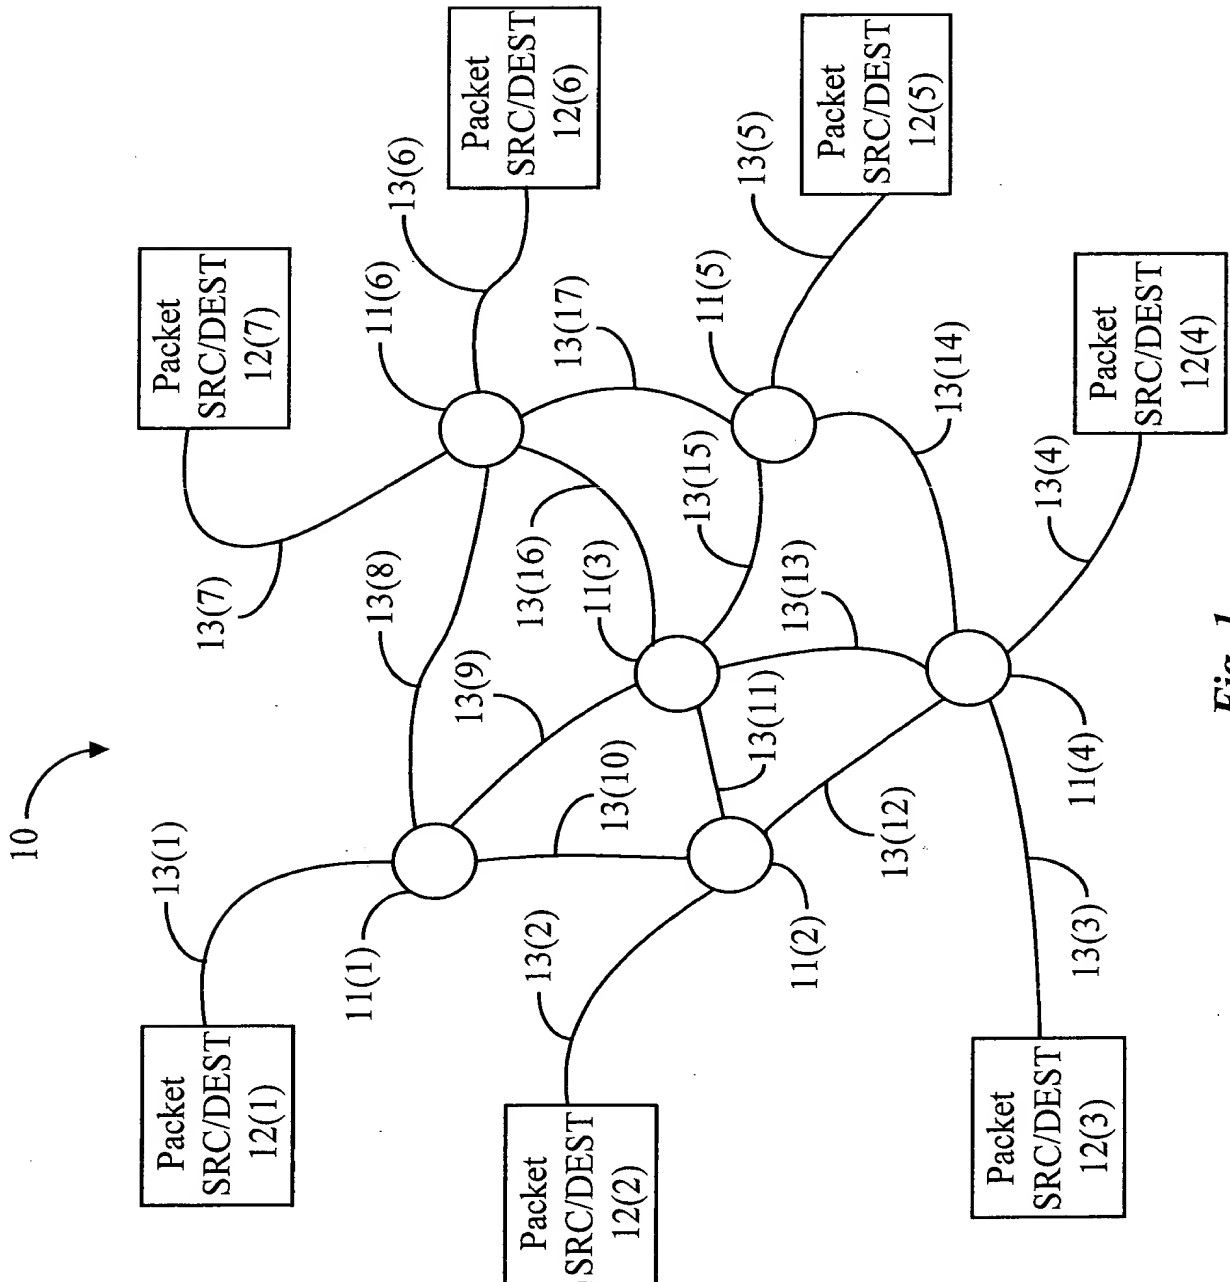 10
Packet
SRC/DEST
12(1)
13(1)
11(1)
Packet
SRC/DEST
12(7)
13(7)
13(8)
11(6)
13(6)
Packet
SRC/DEST
12(6)
13(9)
13(10)
13(16)
11(3)
13(17)
11(5)
13(5)
Packet
SRC/DEST
12(5)
Packet
SRC/DEST
12(2)
13(2)
11(2)
13(11)
13(15)
13(13)
13(14)
13(12)
11(4)
13(4)
Packet
SRC/DEST
12(4)
13(3)
Packet
SRC/DEST
12(3)
Fig. 1